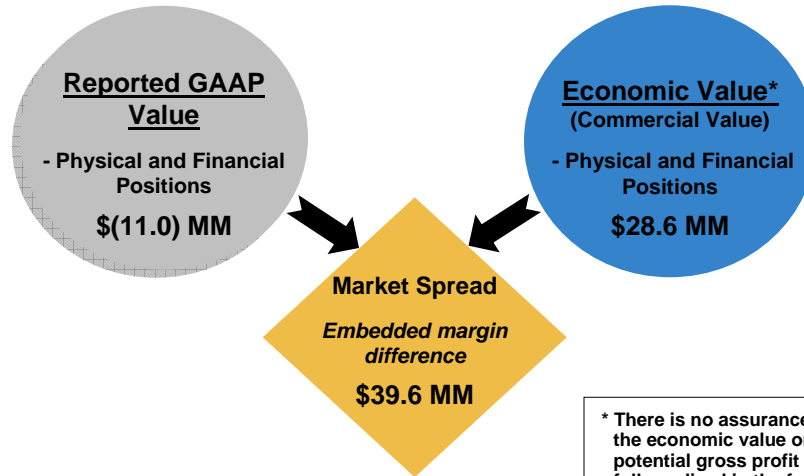 Reported GAAP
Value
- Physical and Financial
Positions
$(11.0) MM
Economic Value*
(Commercial Value)
- Physical and Financial
Positions
$28.6 MM
Market Spread
Embedded margin
difference
$39.6 MM
* There is no assurance
the economic value or
potential gross profit